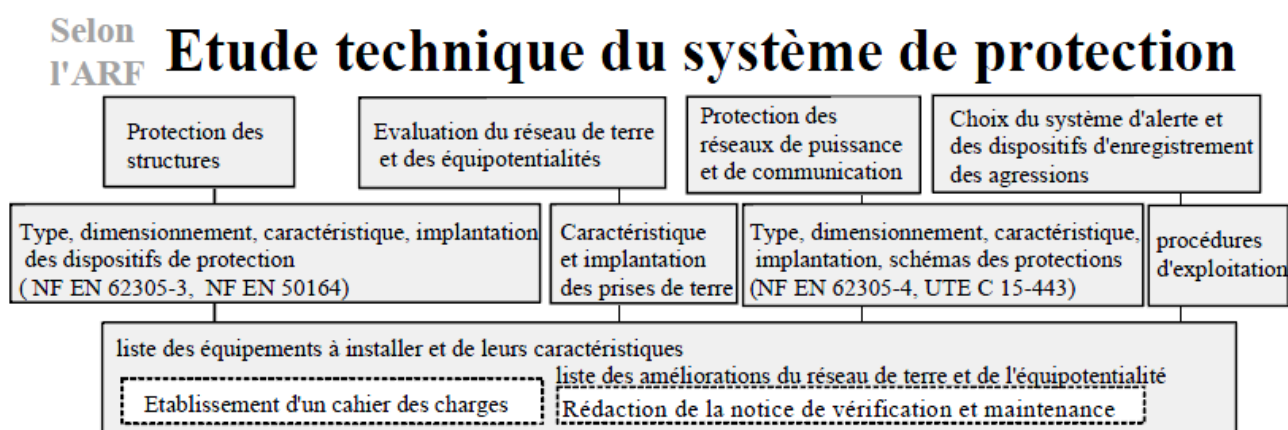 Selon
l'ARF
Etude technique du système de protection
Protection des
structures
Evaluation du réseau de terre
et des équipotentialités
Protection des
réseaux de puissance
et de communication
Choix du système d'alerte et
des dispositifs d'enregistrement
des agressions
Type, dimensionnement, caractéristique, implantation
des dispositifs de protection
( NF EN 62305-3, NF EN 50164)
Caractéristique
et implantation
des prises de terre
Type, dimensionnement, caractéristique,
implantation, schémas des protections
(NF EN 62305-4, UTE C 15-443)
procédures
d'exploitation
liste des équipements à installer et de leurs caractéristiques
liste des améliorations du réseau de terre et de l'équipotentialité
Etablissement d'un cahier des charges
Rédaction de la notice de vérification et maintenance